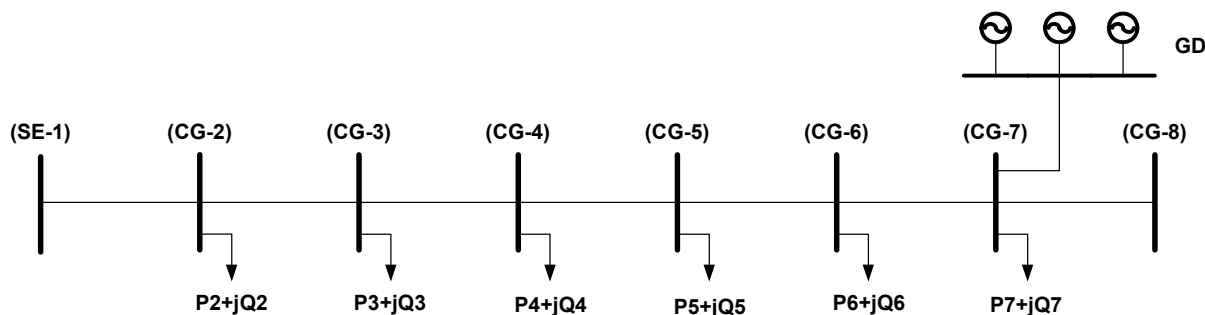 GD
(SE-1) (CG-2) (CG-3) (CG-4) (CG-5) (CG-6) (CG-7) (CG-8)
P2+jQ2 P3+jQ3 P4+jQ4 P5+jQ5 P6+jQ6 P7+jQ7